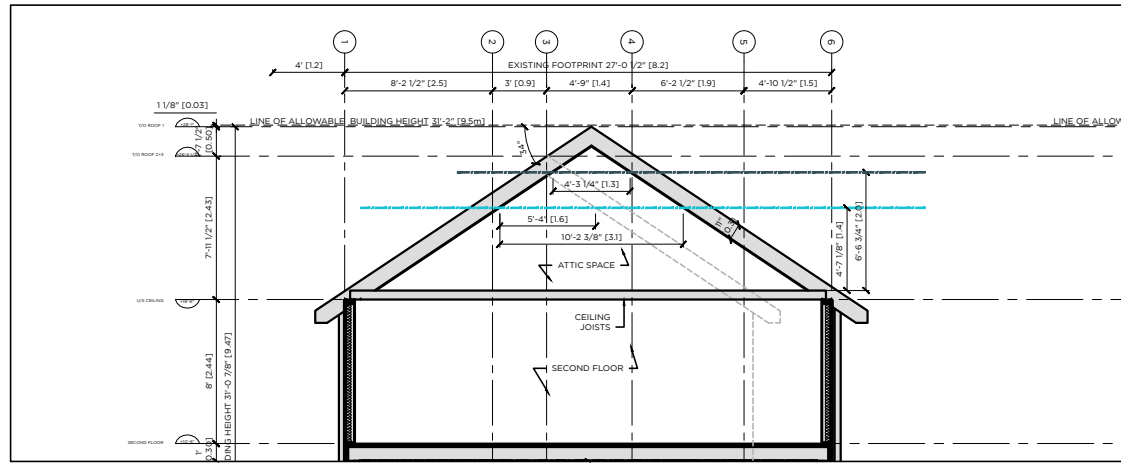 1 2 3 4 5 6
4' [1.2]
EXISTING FOOTPRINT 27'-0 1/2" [8.2]
8'-2 1/2" [2.5]
3' [0.9]
4'-9" [1.4]
6'-2 1/2" [1.9]
4'-10 1/2" [1.5]
1 1/8" [0.03]
LINE OF ALLOWABLE BUILDING HEIGHT 31'-2" [9.5m]
LINE OF ALLOW
T/O ROOF 1
[0.50]
T/O ROOF 2+3
34°
4'-3 1/4" [1.3]
5'-4" [1.6]
10'-2 3/8" [3.1]
7'-11 1/2" [2.43]
4'-7 1/8" [1.4]
6'-6 3/4" [2.0]
ATTIC SPACE
U/S CEILING
CEILING
JOISTS
SECOND FLOOR
8' [2.44]
DING HEIGHT 31'-0 7/8" [9.47]
SECOND FLOOR
1'